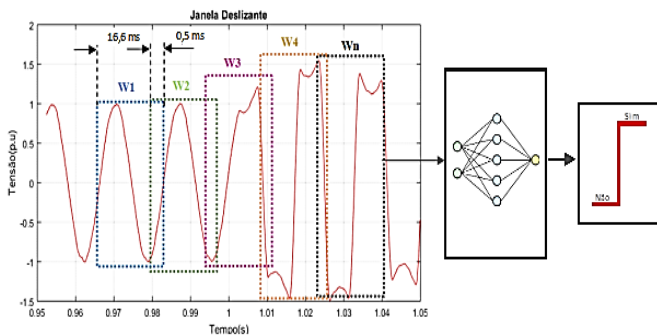 Janela Deslizante
16,6 ms
0,5 ms
W1
W2
W3
W4
Wn
Tensão(p.u)
2
1.5
1
0.5
0
-0.5
-1
-1.5
0.95
0.96
0.97
0.98
0.99
1
1.01
1.02
1.03
1.04
1.05
Tempo(s)
Sim
Não